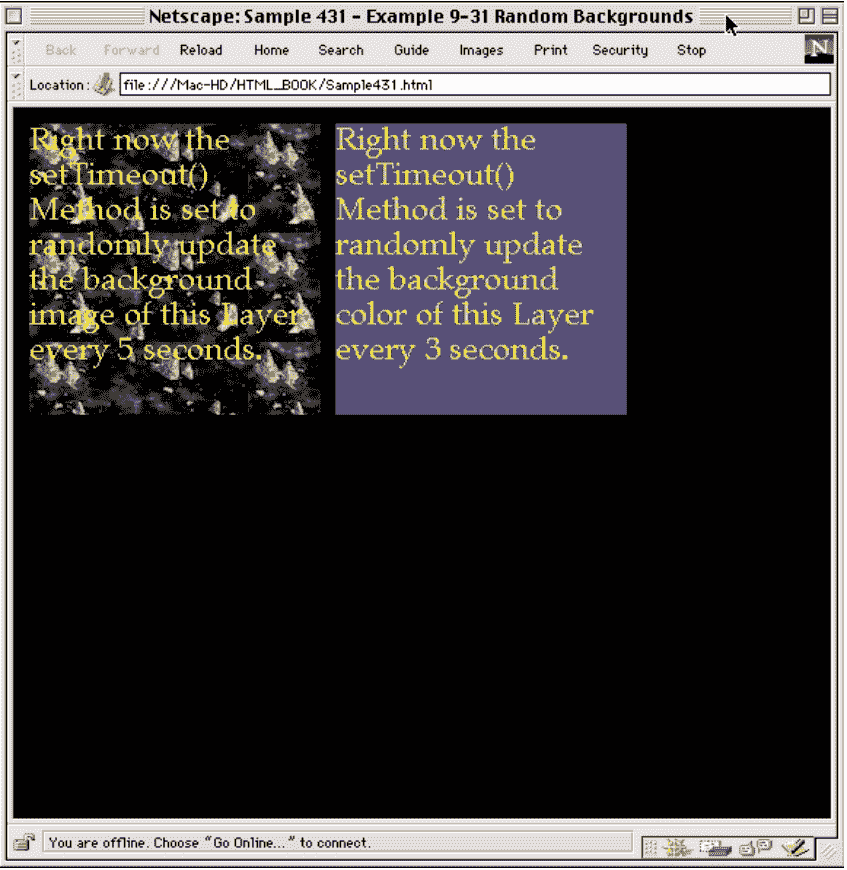 Netscape: Sample 431 - Example 9-31 Random Backgrounds
Back Forward Reload Home Search Guide Images Print Security Stop N
Location: file:///Mac-HD/HTML_BOOK/Sample431.html
Right now the
setTimeout()
Method is set to
randomly update
the background
image of this Layer,
every 5 seconds.
Right now the
setTimeout()
Method is set to
randomly update
the background
color of this Layer
every 3 seconds.
You are offline. Choose "Go Online..." to connect.